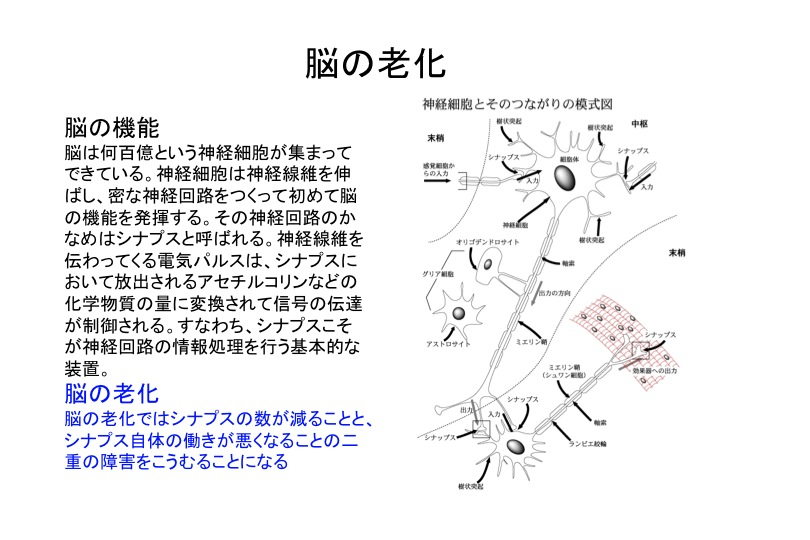 脳の老化
脳の機能
脳は何百億という神経細胞が集まって
できている。神経細胞は神経線維を伸
ばし、密な神経回路をつくって初めて脳
の機能を発揮する。その神経回路のか
なめはシナプスと呼ばれる。神経線維を
伝わってくる電気パルスは、シナプスに
おいて放出されるアセチルコリンなどの
化学物質の量に変換されて信号の伝達
が制御される。すなわち、シナプスこそ
が神経回路の情報処理を行う基本的な
装置。
脳の老化
脳の老化ではシナプスの数が減ることと、
シナプス自体の働きが悪くなることの二
重の障害をこうむることになる
神経細胞とそのつながりの模式図
樹状突起
樹状突起
中枢
末梢
シナップス
細胞体
シナップス
感覚細胞か
らの入力
入力
入力
神経細胞
樹状突起
オリゴデンドロサイト
軸索
末梢
グリア細胞
出力の方向
アストロサイト
ミエリン鞘
シナップス
ミエリン鞘
(シュワン細胞)
効果器への出力
シナップス
出力
入力
軸索
シナップス
ランビエ絞輪
樹状突起